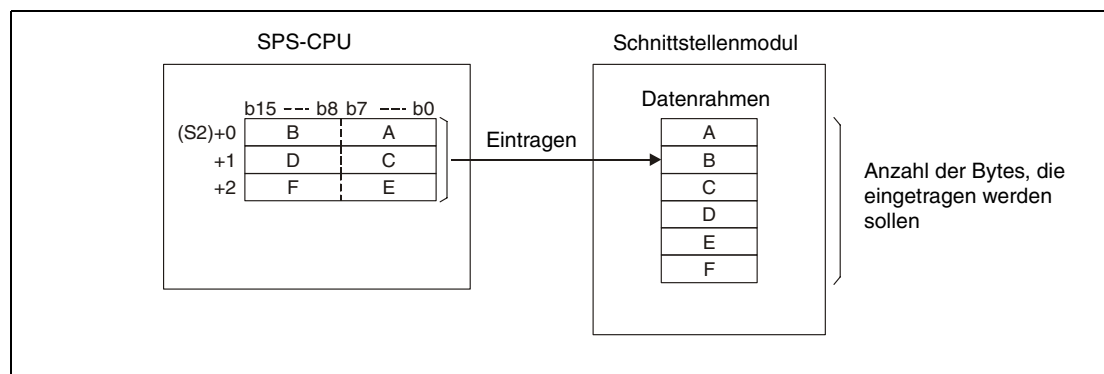 SPS-CPU
b15 --- b8 b7 --- b0
(S2)+0 B A
+1 D C
+2 F E
Eintragen
Schnittstellenmodul
Datenrahmen
A
B
C
D
E
F
Anzahl der Bytes, die
eingetragen werden
sollen